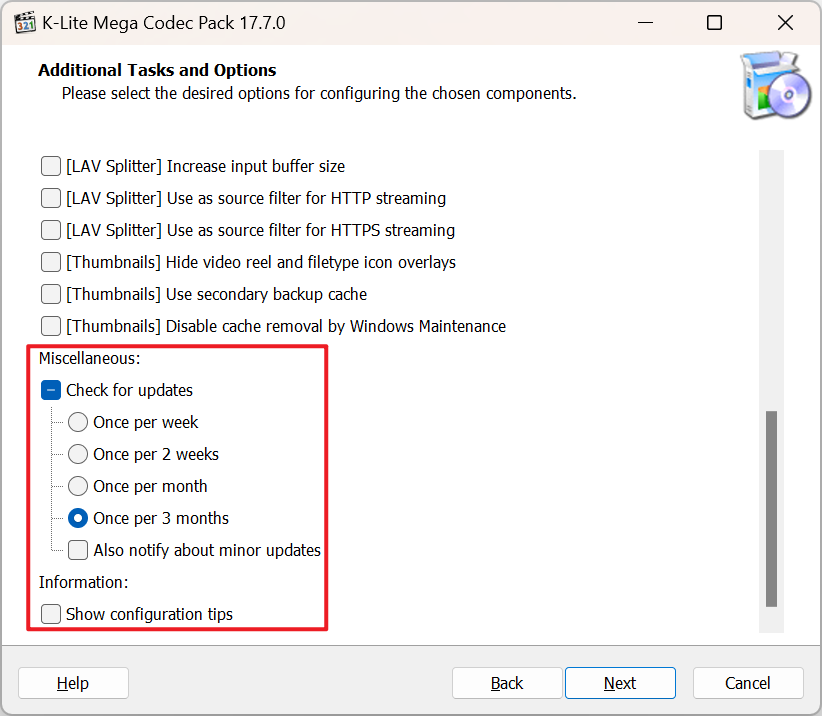 K-Lite Mega Codec Pack 17.7.0
Additional Tasks and Options
Please select the desired options for configuring the chosen components.
[LAV Splitter] Increase input buffer size
[LAV Splitter] Use as source filter for HTTP streaming
[LAV Splitter] Use as source filter for HTTPS streaming
[Thumbnails] Hide video reel and filetype icon overlays
[Thumbnails] Use secondary backup cache
[Thumbnails] Disable cache removal by Windows Maintenance
Miscellaneous:
Check for updates
Once per week
Once per 2 weeks
Once per month
Once per 3 months
Also notify about minor updates
Information:
Show configuration tips
Help Back Next Cancel